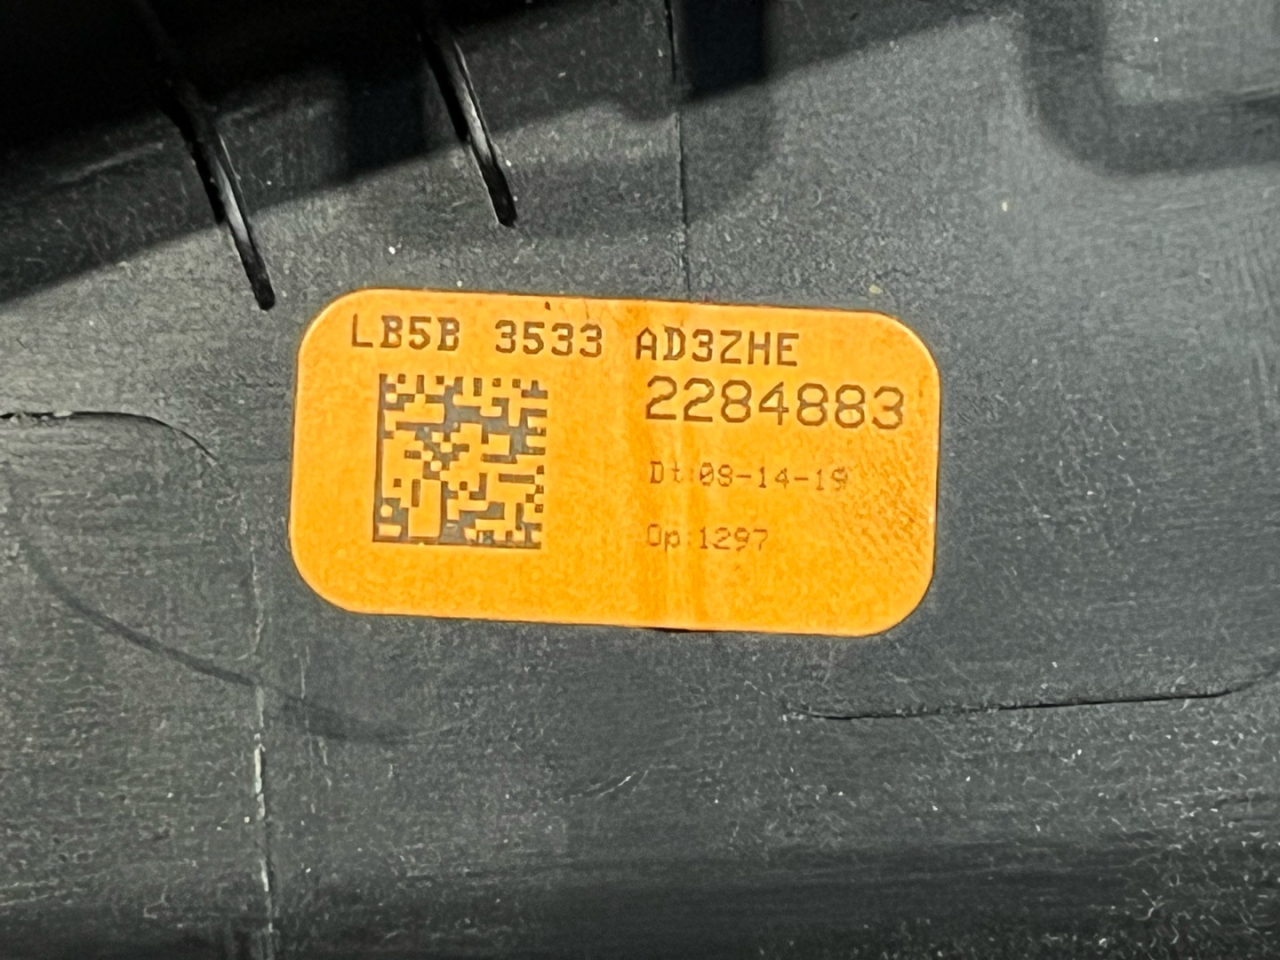 LB5B 3533 AD3ZHE
2284883
Dt:08-14-19
Op:1297